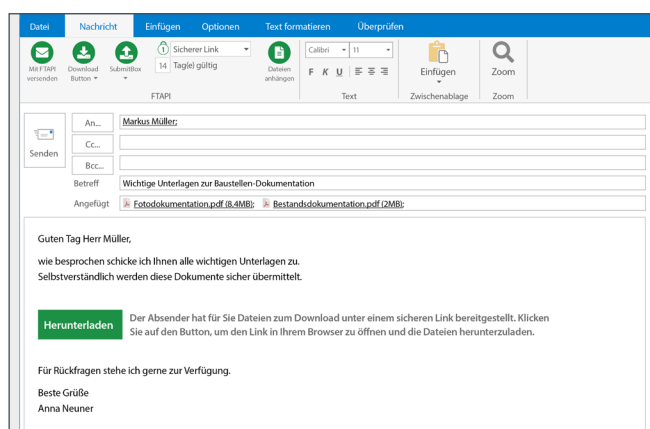 Datei Nachricht Einfügen Optionen Text formatieren Überprüfen
Mit FTAPI versenden
Download Button
SubmitBox
1 Sicherer Link
14 Tag(e) gültig
FTAPI
Dateien anhängen
Calibri 11
F K U
Text
Einfügen
Zwischenablage
Zoom
Zoom
Senden
An... Markus Müller;
Cc...
Bcc...
Betreff Wichtige Unterlagen zur Baustellen-Dokumentation
Angefügt Fotodokumentation.pdf (8.4MB); Bestandsdokumentation.pdf (2MB);
Guten Tag Herr Müller,
wie besprochen schicke ich Ihnen alle wichtigen Unterlagen zu.
Selbstverständlich werden diese Dokumente sicher übermittelt.
Herunterladen
Der Absender hat für Sie Dateien zum Download unter einem sicheren Link bereitgestellt. Klicken
Sie auf den Button, um den Link in Ihrem Browser zu öffnen und die Dateien herunterzuladen.
Für Rückfragen stehe ich gerne zur Verfügung.
Beste Grüße
Anna Neuner